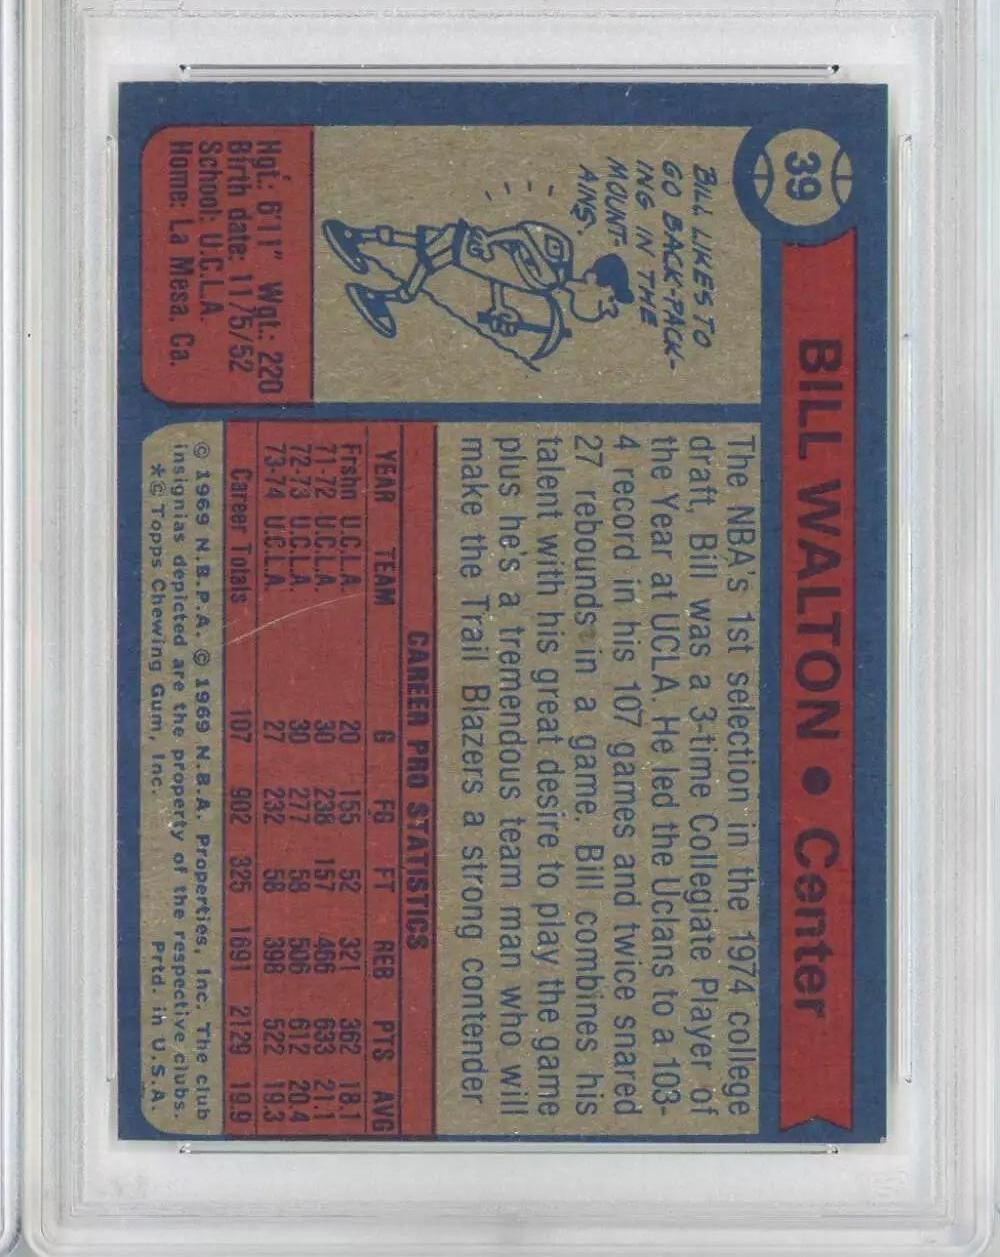 39
BILL WALTON ● Center
BILL LIKES TO
GO BACK-PACK-
ING IN THE
MOUNT-
AINS.
Hgt.: 6'11" Wgt.: 220
Birth date: 11/5/52
School: U.C.L.A.
Home: La Mesa, Ca.
The NBA's 1st selection in the 1974 college
draft, Bill was a 3-time Collegiate Player of
the Year at UCLA. He led the Uclans to a 103-
4 record in his 107 games and twice snared
27 rebounds in a game. Bill combines his
talent with his great desire to play the game
plus he's a tremendous team man who will
make the Trail Blazers a strong contender
CAREER PRO STATISTICS
YEAR TEAM G FG FT REB PTS AVG
Frshn U.C.L.A. 20 155 52 321 362 18.1
71-72 U.C.L.A. 30 238 157 466 633 21.1
72-73 U.C.L.A. 30 277 58 506 612 20.4
73-74 U.C.L.A. 27 232 58 398 522 19.3
Career Totals 107 902 325 1691 2129 19.9
© 1969 N.B.P.A. © 1969 N.B.A. Properties, Inc. The club
insignias depicted are the property of the respective clubs.
*© Topps Chewing Gum, Inc. Prtd. in U.S.A.